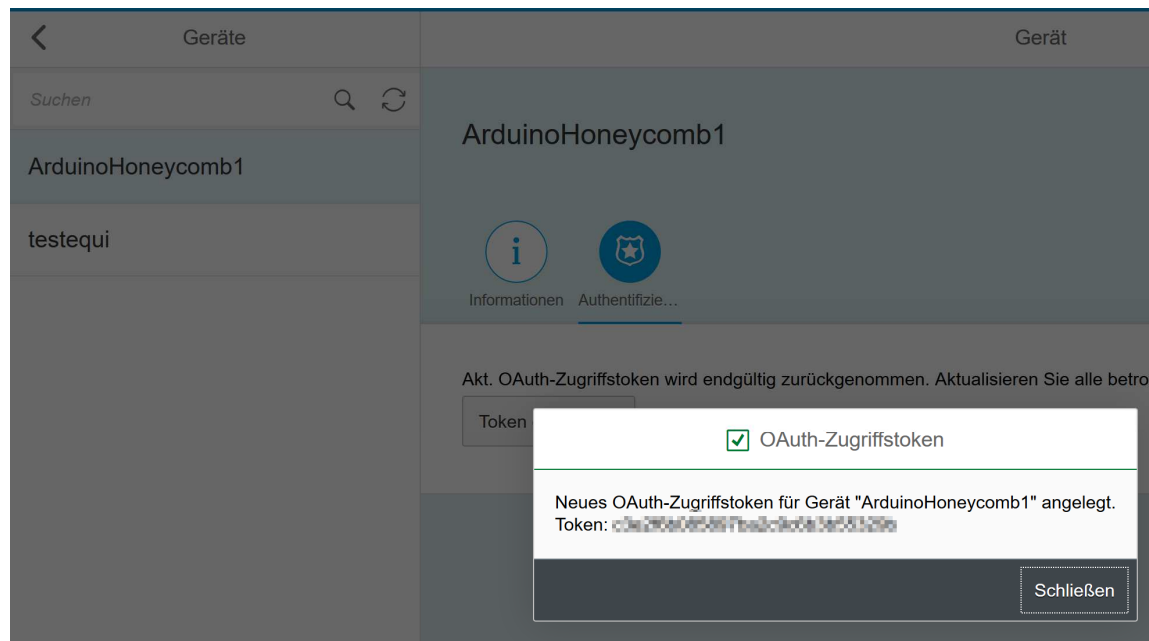 Geräte
Gerät
Suchen
ArduinoHoneycomb1
testequi
ArduinoHoneycomb1
Informationen
Authentifizie...
Akt. OAuth-Zugriffstoken wird endgültig zurückgenommen. Aktualisieren Sie alle betro
Token
OAuth-Zugriffstoken
Neues OAuth-Zugriffstoken für Gerät "ArduinoHoneycomb1" angelegt.
Token:
Schließen